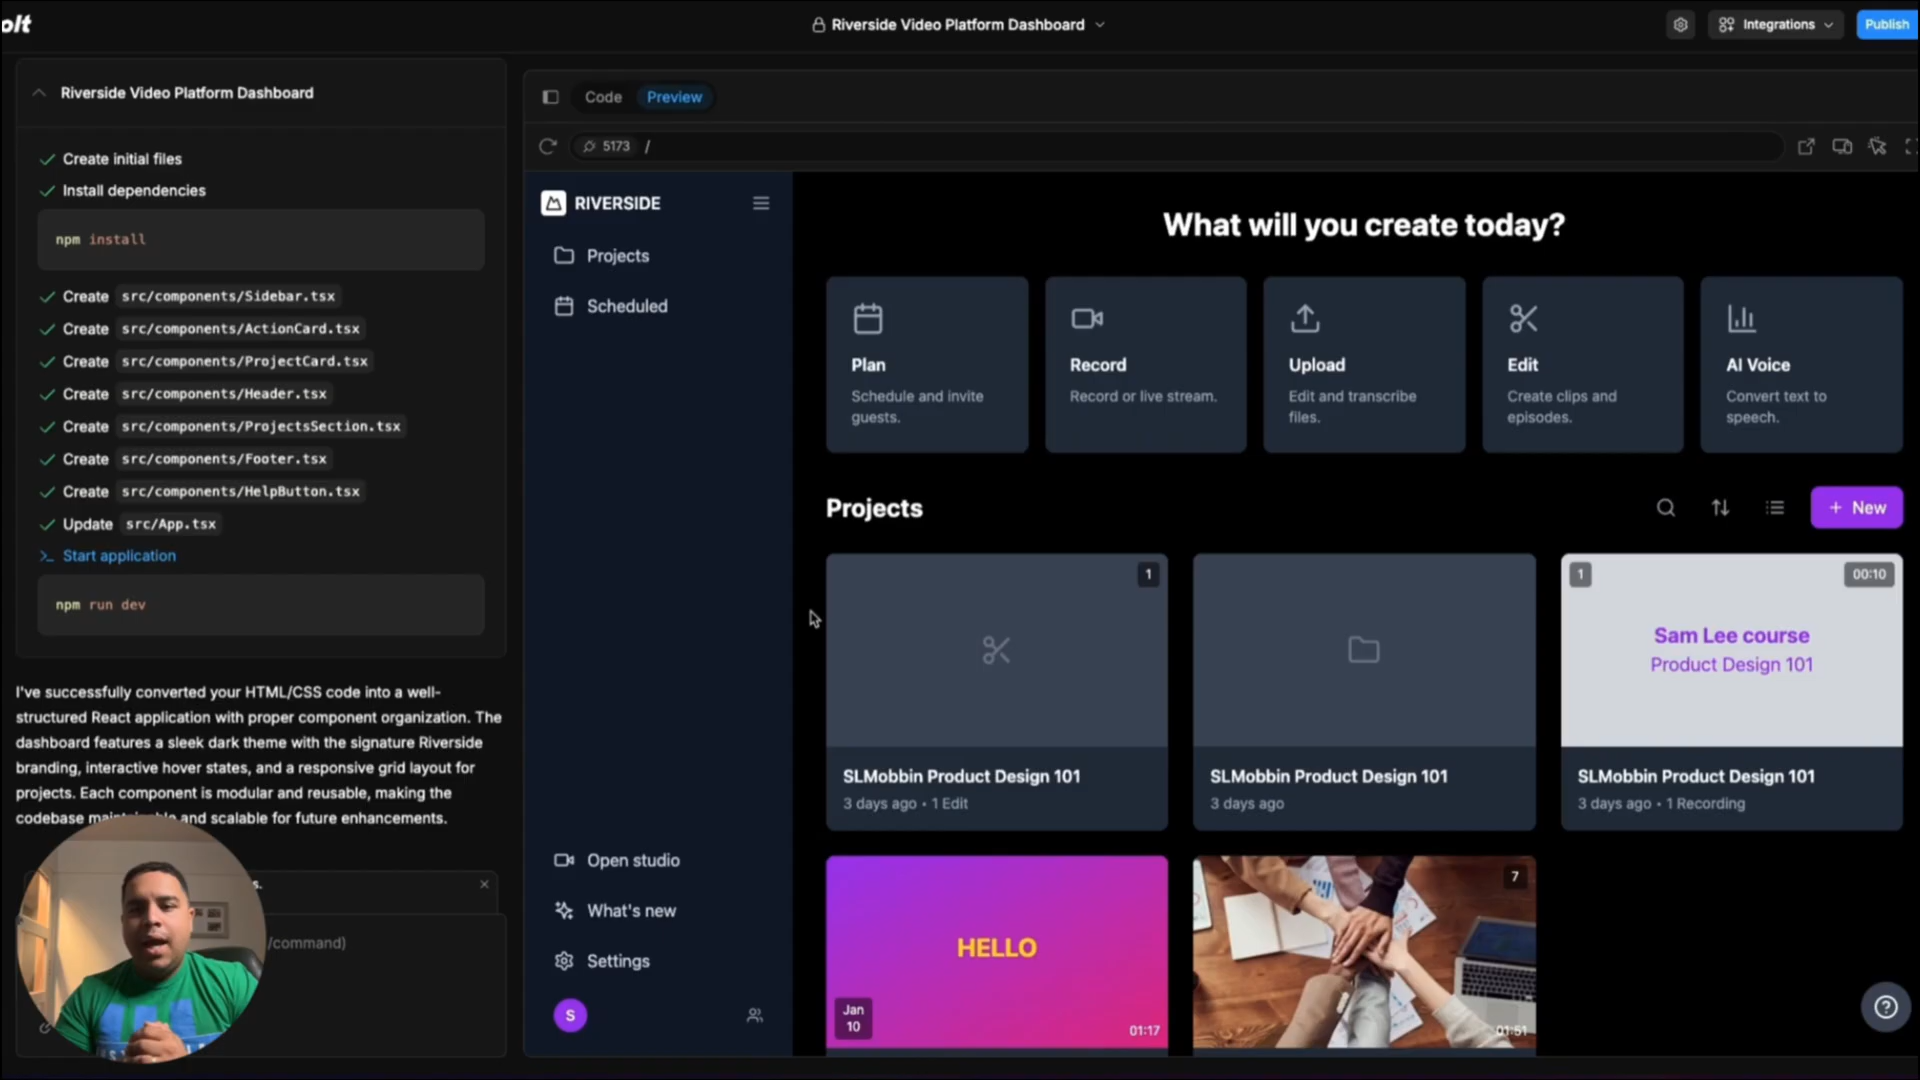 olt
Riverside Video Platform Dashboard
Integrations
Publish
Riverside Video Platform Dashboard
Create initial files
Install dependencies
npm install
Create src/components/Sidebar.tsx
Create src/components/ActionCard.tsx
Create src/components/ProjectCard.tsx
Create src/components/Header.tsx
Create src/components/ProjectsSection.tsx
Create src/components/Footer.tsx
Create src/components/HelpButton.tsx
Update src/App.tsx
>_ Start application
npm run dev
I've successfully converted your HTML/CSS code into a well-
structured React application with proper component organization. The
dashboard features a sleek dark theme with the signature Riverside
branding, interactive hover states, and a responsive grid layout for
projects. Each component is modular and reusable, making the
codebase and scalable for future enhancements.
s.
/command)
Code
Preview
5173 /
RIVERSIDE
Projects
Scheduled
Open studio
What's new
Settings
S
What will you create today?
Plan
Schedule and invite
guests.
Record
Record or live stream.
Upload
Edit and transcribe
files.
Edit
Create clips and
episodes.
AI Voice
Convert text to
speech.
Projects
+ New
1
SLMobbin Product Design 101
3 days ago • 1 Edit
SLMobbin Product Design 101
3 days ago
1
00:10
Sam Lee course
Product Design 101
SLMobbin Product Design 101
3 days ago • 1 Recording
HELLO
Jan
10
01:17
7
01:51
?